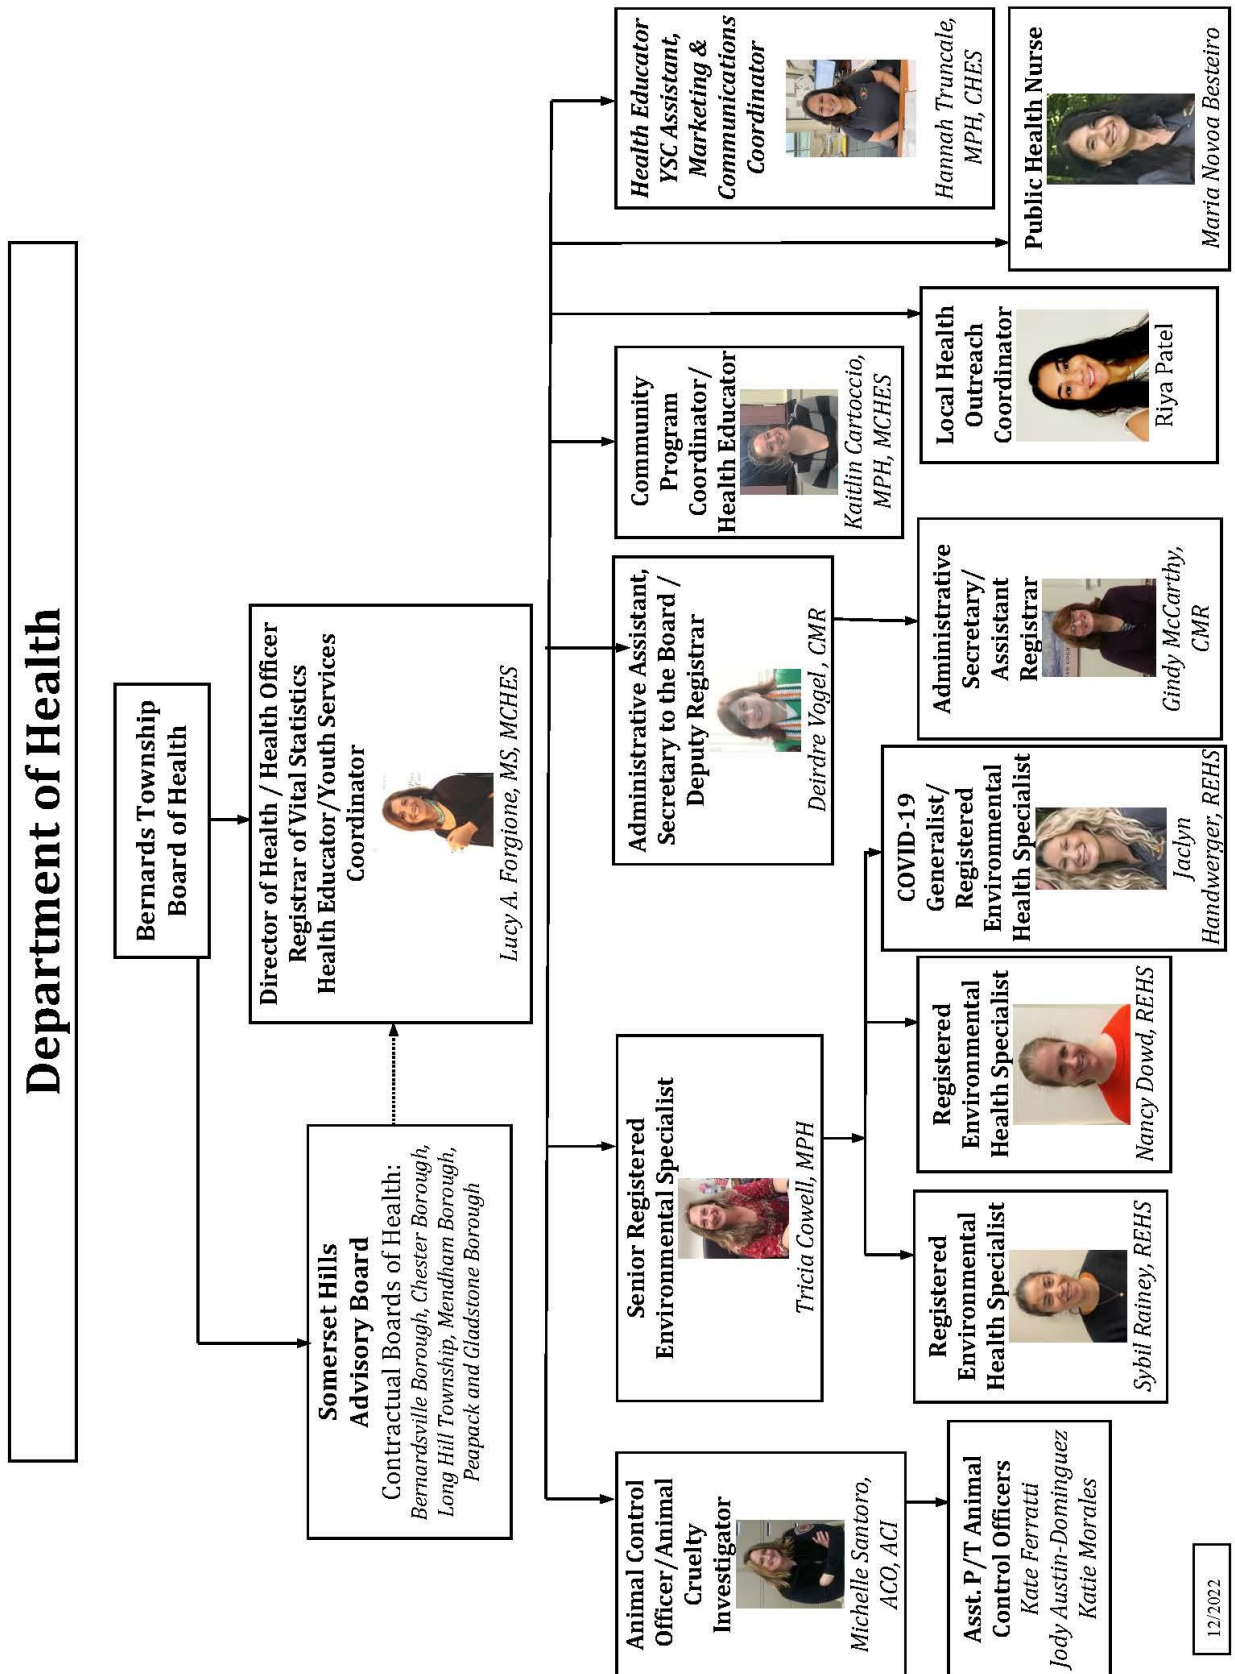 Department of Health
Bernards Township
Board of Health
Somerset Hills
Advisory Board
Contractual Boards of Health:
Bernardsville Borough, Chester Borough,
Long Hill Township, Mendham Borough,
Peapack and Gladstone Borough
Director of Health / Health Officer
Registrar of Vital Statistics
Health Educator/Youth Services
Coordinator
Lucy A. Forgione, MS, MCHES
Animal Control
Officer/Animal
Cruelty
Investigator
Michelle Santoro,
ACO, ACI
Senior Registered
Environmental Specialist
Tricia Cowell, MPH
Administrative Assistant,
Secretary to the Board /
Deputy Registrar
Deirdre Vogel , CMR
Community
Program
Coordinator/
Health Educator
Kaitlin Cartoccio,
MPH, MCHES
Health Educator
YSC Assistant,
Marketing &
Communications
Coordinator
Hannah Truncale,
MPH, CHES
Asst. P/T Animal
Control Officers
Kate Ferratti
Jody Austin-Dominguez
Katie Morales
Registered
Environmental
Health Specialist
Sybil Rainey, REHS
Registered
Environmental
Health Specialist
Nancy Dowd, REHS
COVID-19
Generalist/
Registered
Environmental
Health Specialist
Jaclyn
Handwerger, REHS
Administrative
Secretary/
Assistant
Registrar
Gindy McCarthy,
CMR
Local Health
Outreach
Coordinator
Riya Patel
Public Health Nurse
Maria Novoa Besteiro
12/2022